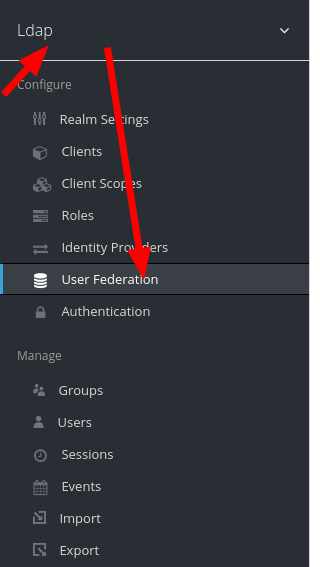 Ldap
Configure
Realm Settings
Clients
Client Scopes
Roles
Identity Providers
User Federation
Authentication
Manage
Groups
Users
Sessions
Events
Import
Export